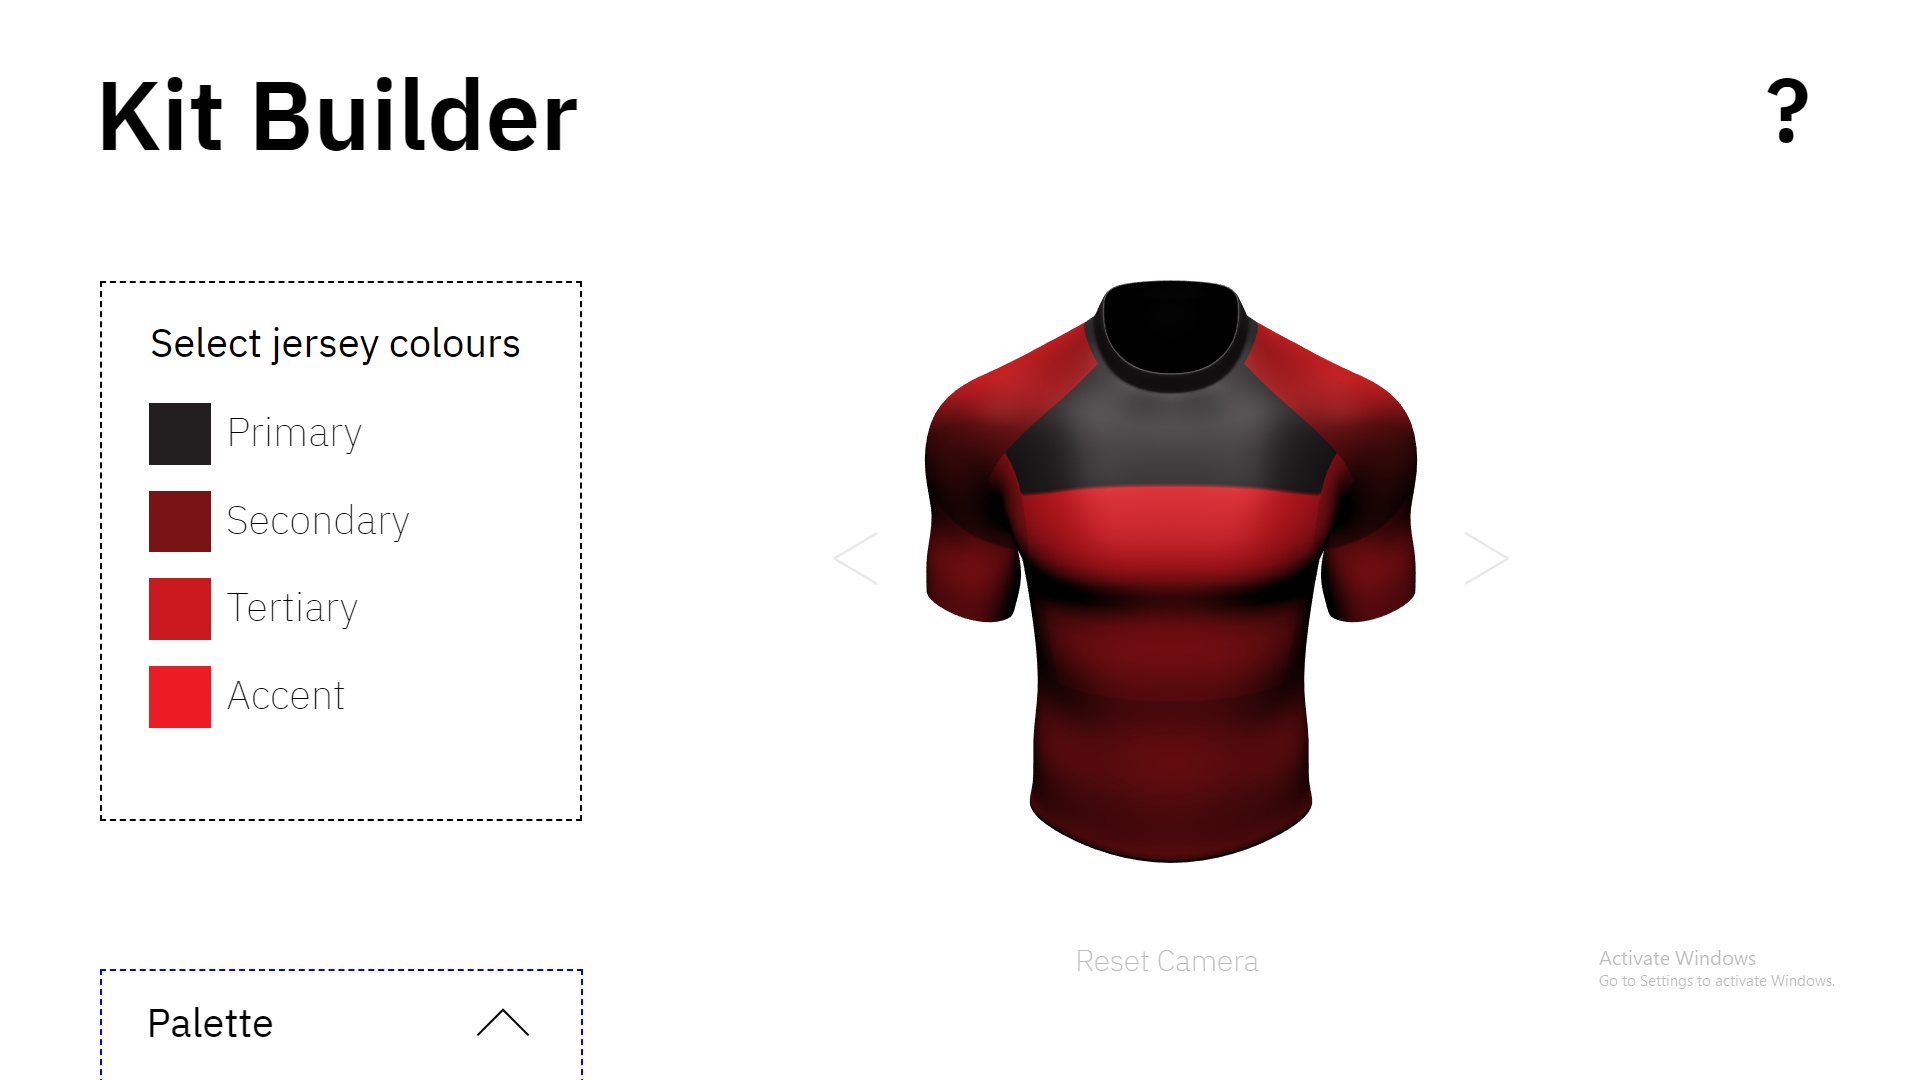 Kit Builder
?
Select jersey colours
Primary
Secondary
Tertiary
Accent
Reset Camera
Activate Windows
Go to Settings to activate Windows.
Palette